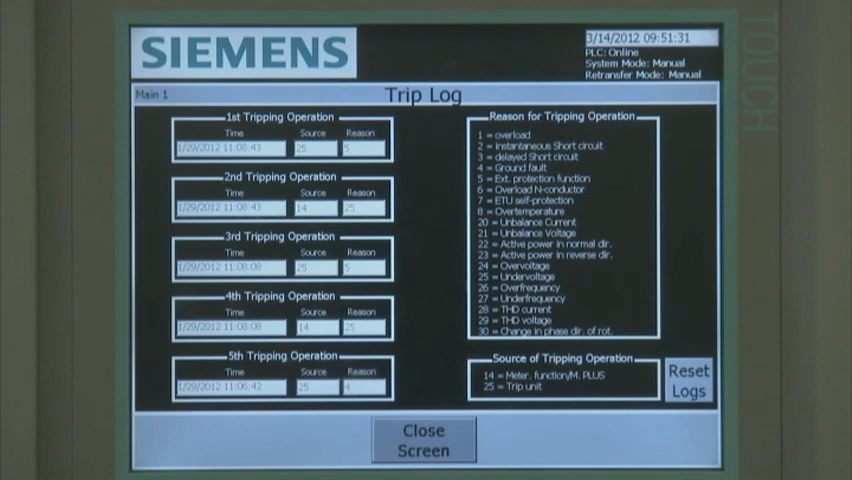 SIEMENS
3/14/2012 09:51:31
PLC: Online
System Mode: Manual
Retransfer Mode: Manual
TOUCH
Main 1
Trip Log
1st Tripping Operation
Time Source Reason
1/29/2012 11:08:43 25 5
2nd Tripping Operation
Time Source Reason
1/29/2012 11:08:43 14 25
3rd Tripping Operation
Time Source Reason
1/29/2012 11:08:08 25 5
4th Tripping Operation
Time Source Reason
1/29/2012 11:08:08 14 25
5th Tripping Operation
Time Source Reason
1/29/2012 11:06:42 25 4
Reason for Tripping Operation
1 = overload
2 = instantaneous Short circuit
3 = delayed Short circuit
4 = Ground fault
5 = Ext. protection function
6 = Overload N-conductor
7 = ETU self-protection
8 = Overtemperature
20 = Unbalance Current
21 = Unbalance Voltage
22 = Active power in normal dir.
23 = Active power in reverse dir.
24 = Overvoltage
25 = Undervoltage
26 = Overfrequency
27 = Underfrequency
28 = THD current
29 = THD voltage
30 = Change in phase dir. of rot.
Source of Tripping Operation
14 = Meter. function/M. PLUS
25 = Trip unit
Reset
Logs
Close
Screen